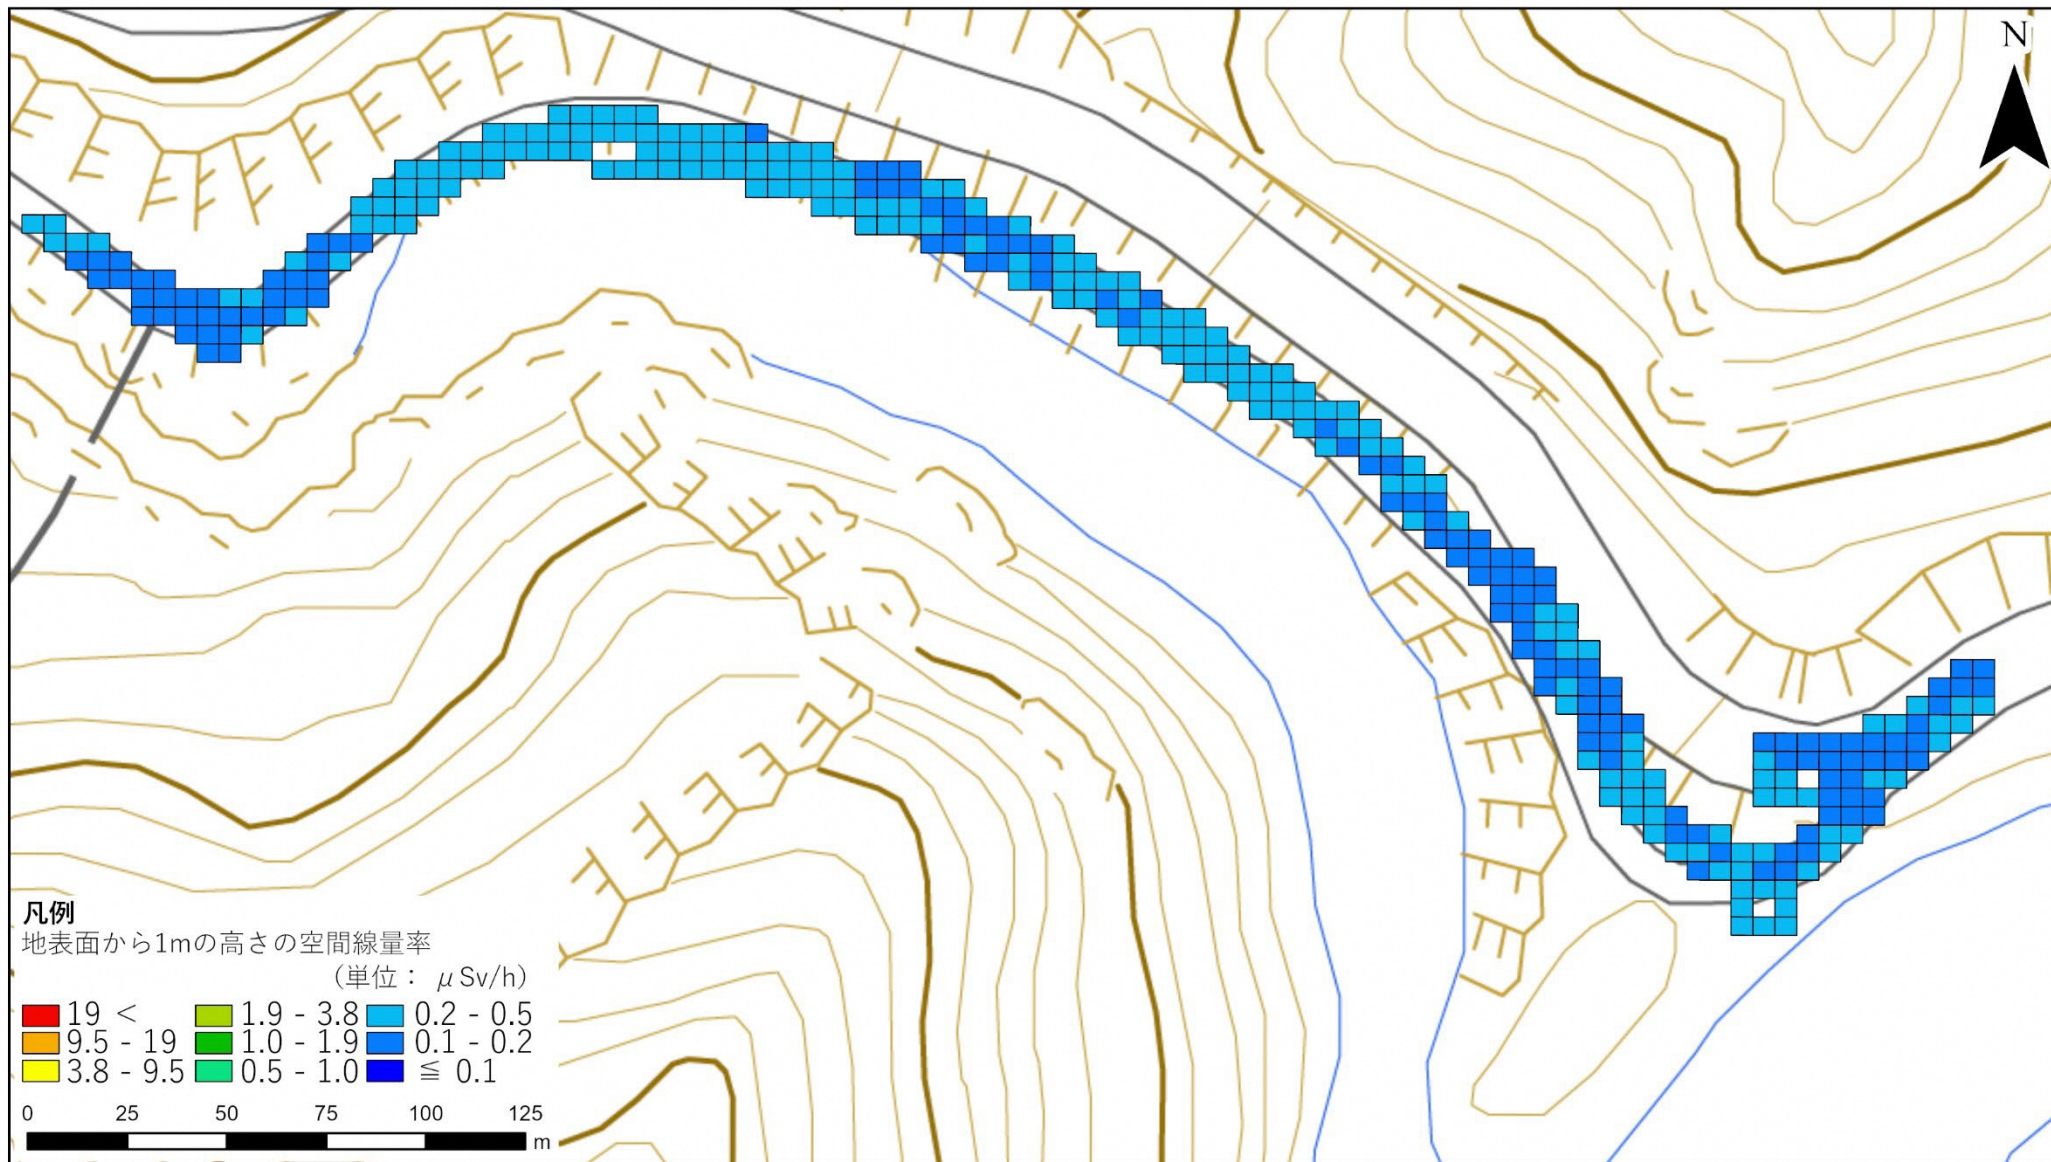 N
凡例
地表面から1mの高さの空間線量率
（単位： μSv/h）
19 < 1.9 - 3.8 0.2 - 0.5
9.5 - 19 1.0 - 1.9 0.1 - 0.2
3.8 - 9.5 0.5 - 1.0 ≦ 0.1
0 25 50 75 100 125
m